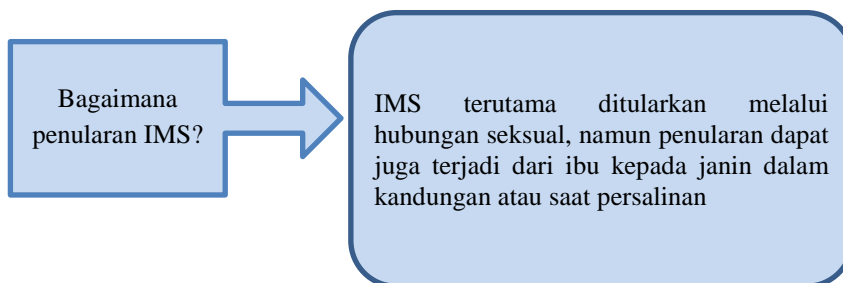 Bagaimana
penularan IMS?
IMS terutama ditularkan melalui
hubungan seksual, namun penularan dapat
juga terjadi dari ibu kepada janin dalam
kandungan atau saat persalinan